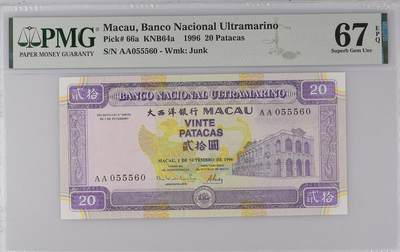 PMG
PAPER MONEY GUARANTY
Macau, Banco Nacional Ultramarino
Pick# 66a KNB64a 1996 20 Patacas
S/N AA055560 - Wmk: Junk
67 EPQ
Superb Gem Unc
貳拾 BANCO NACIONAL ULTRAMARINO 20
大西洋銀行 MACAU
AA 055560
VINTE
PATACAS
貳拾圓
MACAU, 1 DE SETEMBRO DE 1996
AA 055560
20
貳拾